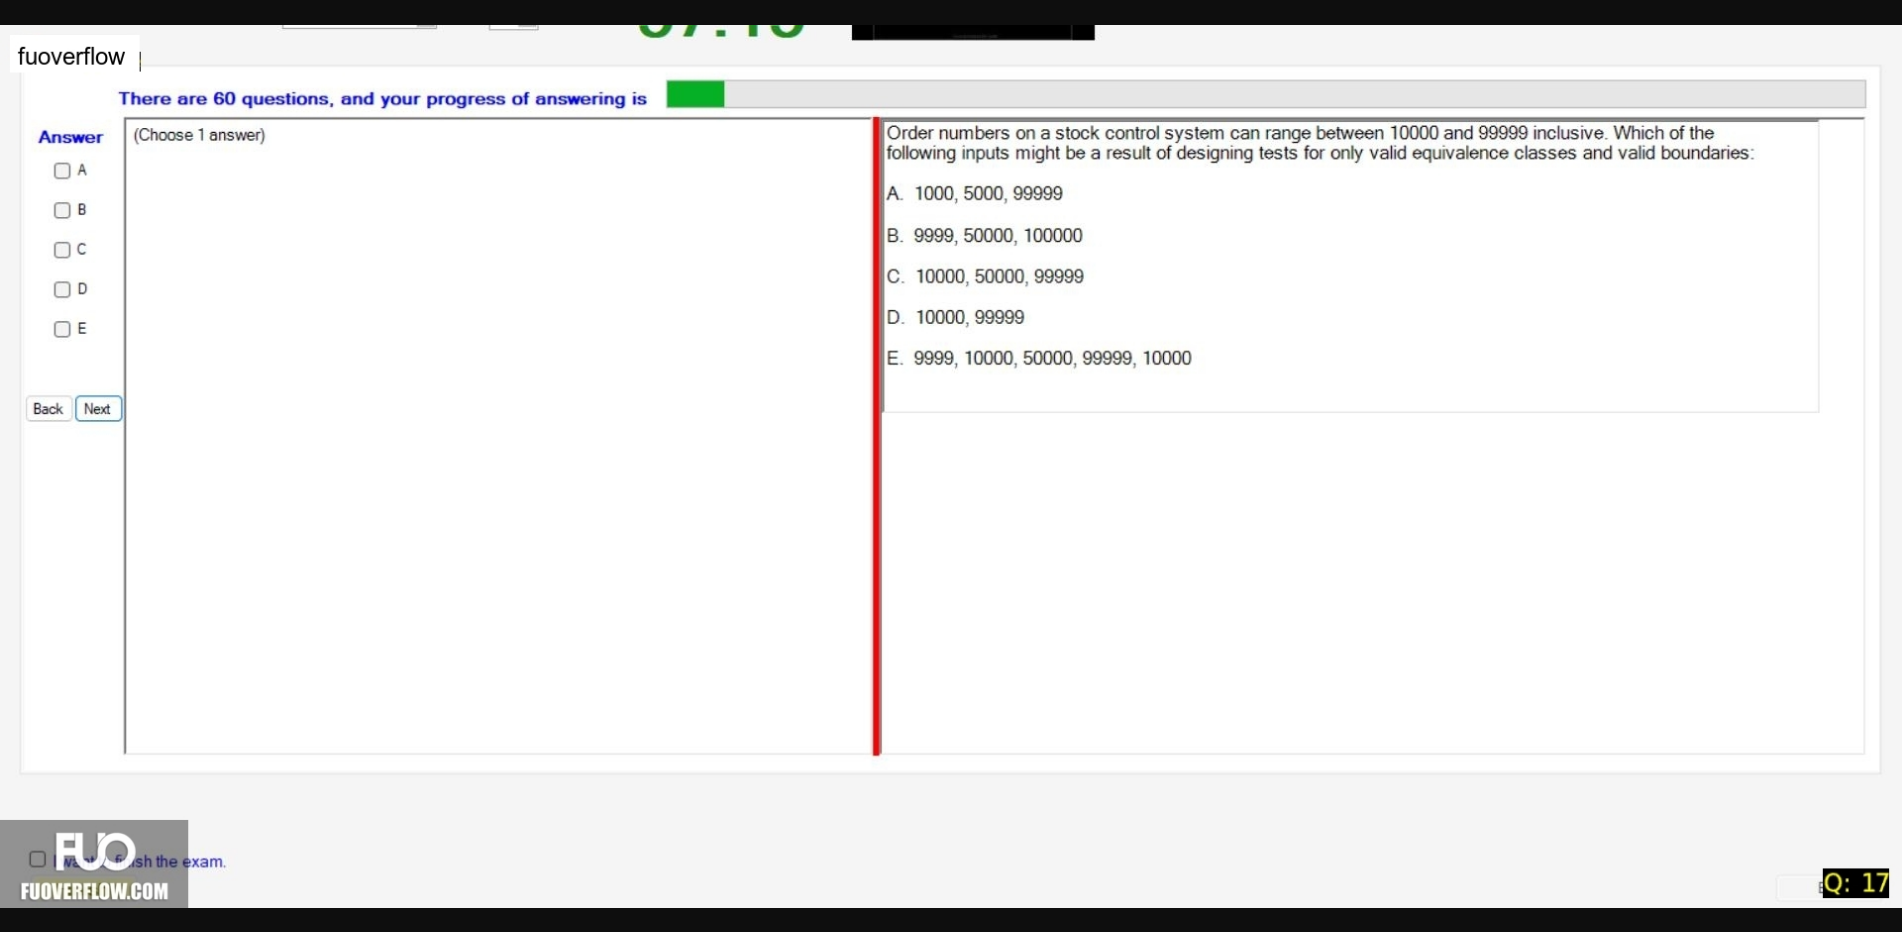 fuoverflow
There are 60 questions, and your progress of answering is
Answer
A
B
C
D
E
Back Next
(Choose 1 answer)
Order numbers on a stock control system can range between 10000 and 99999 inclusive. Which of the
following inputs might be a result of designing tests for only valid equivalence classes and valid boundaries:
A. 1000, 5000, 99999
B. 9999, 50000, 100000
C. 10000, 50000, 99999
D. 10000, 99999
E. 9999, 10000, 50000, 99999, 10000
the exam.
FUO
FUOVERFLOW.COM
Q: 17